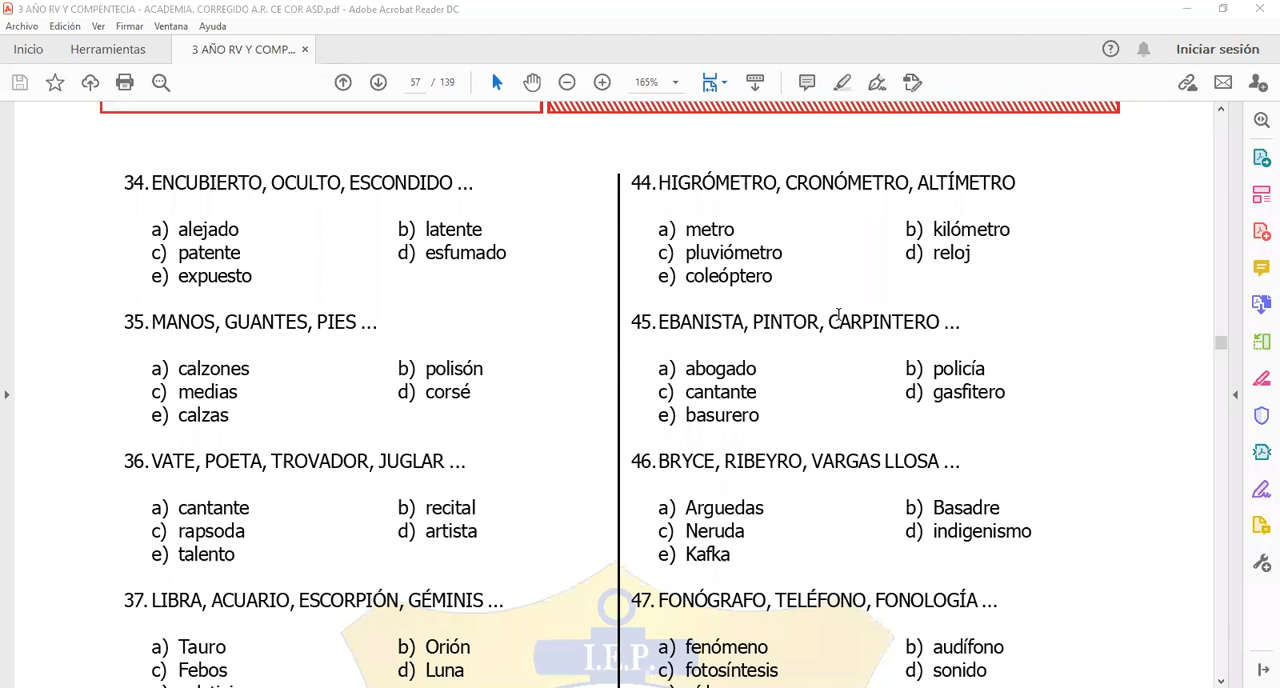 3 AÑO RV Y COMPENTECIA - ACADEMIA. CORREGIDO A.R. CE COR ASD.pdf - Adobe Acrobat Reader DC
Archivo Edición Ver Firmar Ventana Ayuda
Inicio Herramientas 3 AÑO RV Y COMP... × Iniciar sesión
57 / 139 165%
34. ENCUBIERTO, OCULTO, ESCONDIDO ...
a) alejado b) latente
c) patente d) esfumado
e) expuesto
35. MANOS, GUANTES, PIES ...
a) calzones b) polisón
c) medias d) corsé
e) calzas
36. VATE, POETA, TROVADOR, JUGLAR ...
a) cantante b) recital
c) rapsoda d) artista
e) talento
37. LIBRA, ACUARIO, ESCORPIÓN, GÉMINIS ...
a) Tauro b) Orión
c) Febos d) Luna
44. HIGRÓMETRO, CRONÓMETRO, ALTÍMETRO
a) metro b) kilómetro
c) pluviómetro d) reloj
e) coleóptero
45. EBANISTA, PINTOR, CARPINTERO ...
a) abogado b) policía
c) cantante d) gasfitero
e) basurero
46. BRYCE, RIBEYRO, VARGAS LLOSA ...
a) Arguedas b) Basadre
c) Neruda d) indigenismo
e) Kafka
47. FONÓGRAFO, TELÉFONO, FONOLOGÍA ...
a) fenómeno b) audífono
c) fotosíntesis d) sonido
I.E.P.